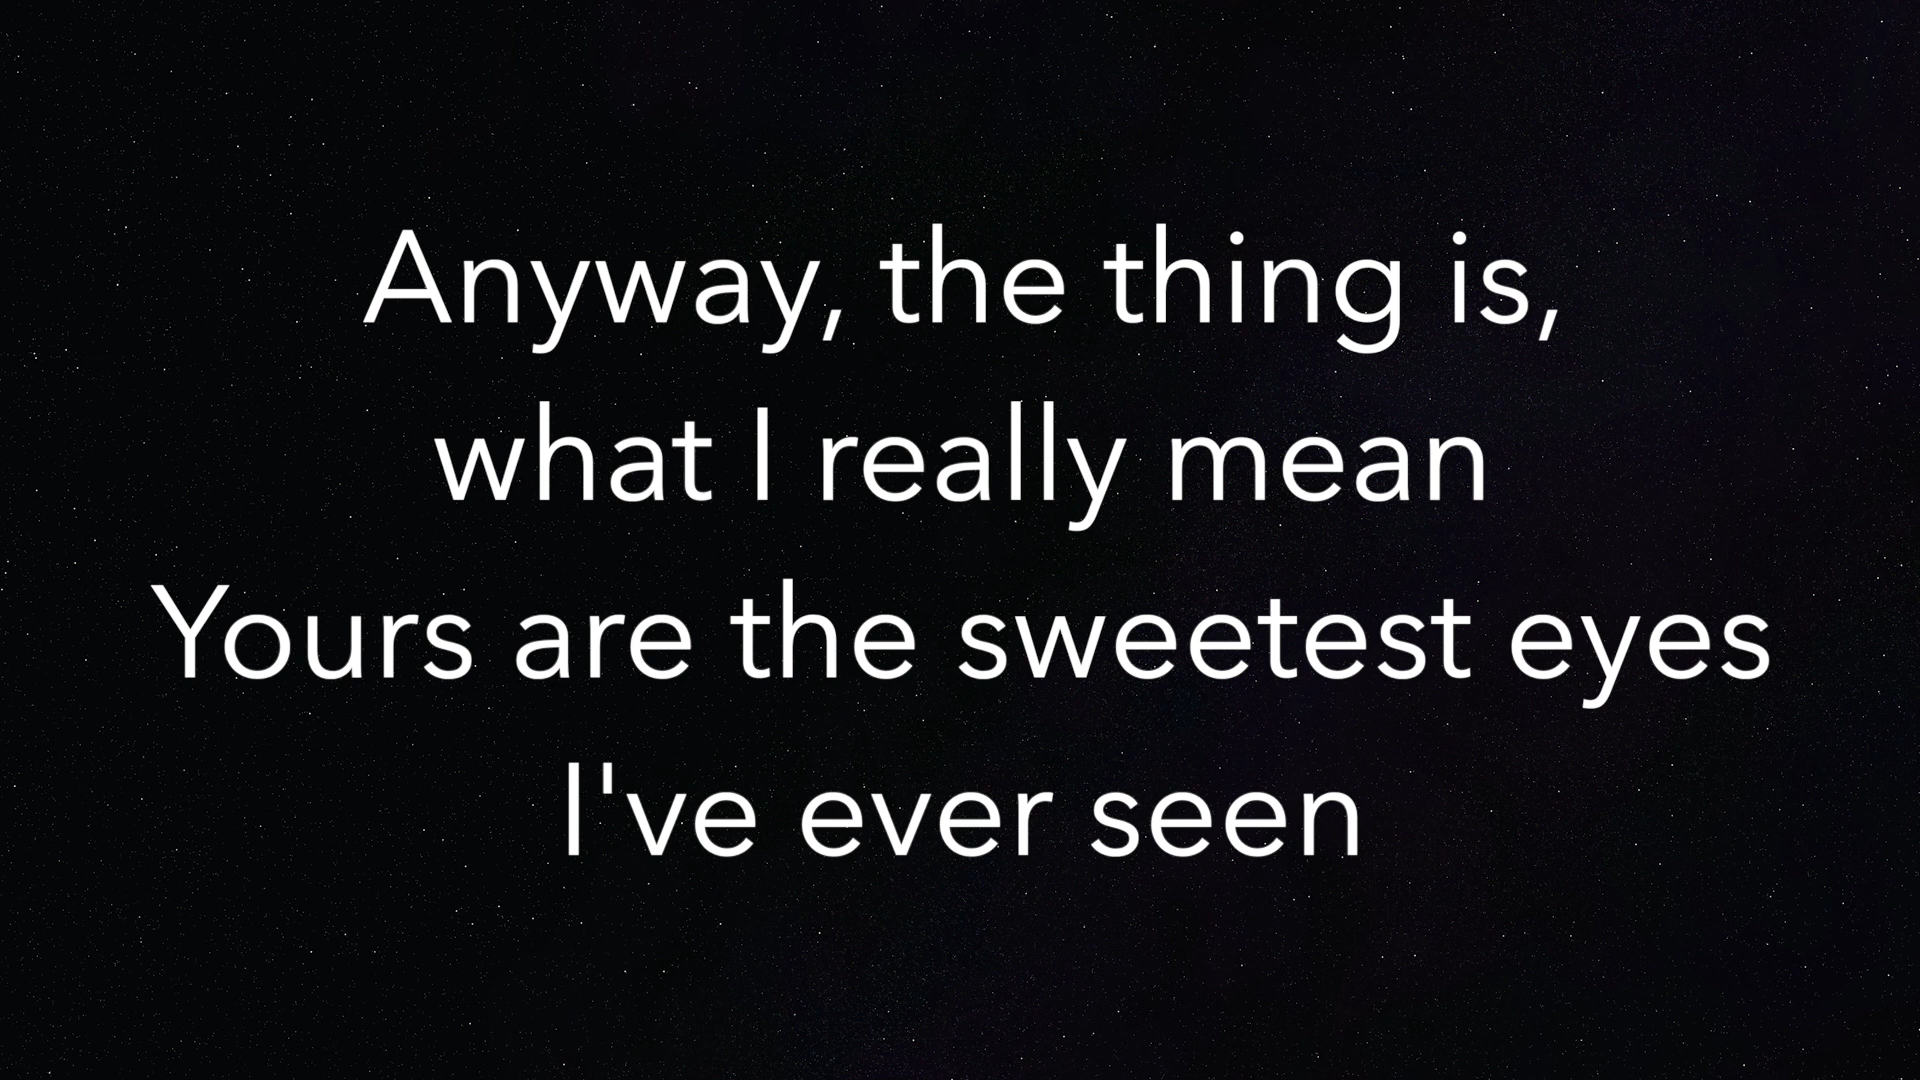 Anyway, the thing is,
what I really mean
Yours are the sweetest eyes
I've ever seen